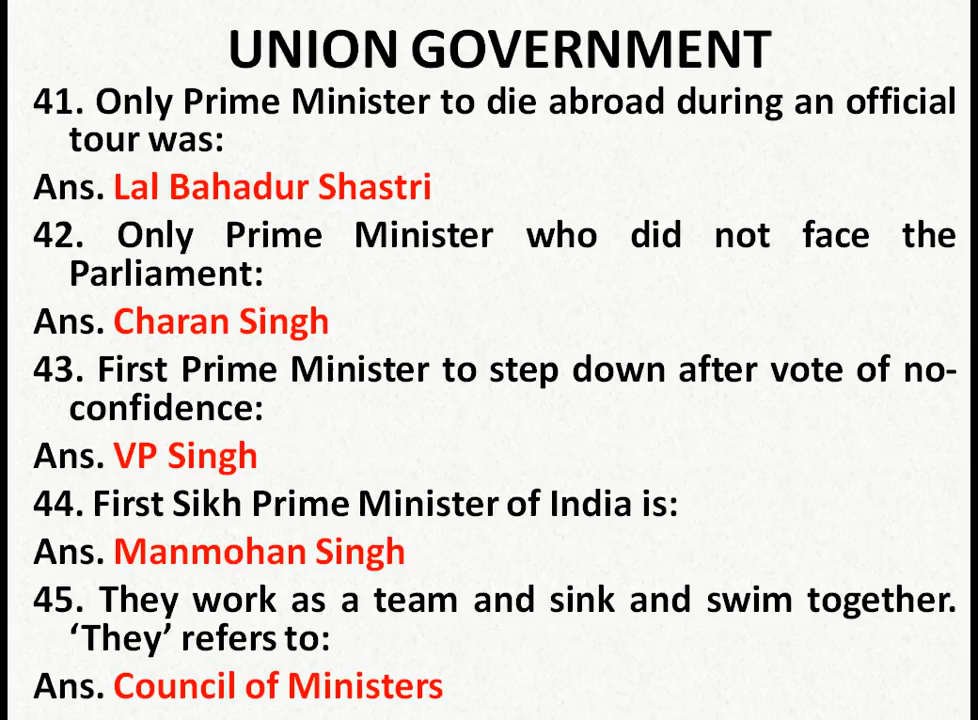 UNION GOVERNMENT
41. Only Prime Minister to die abroad during an official
tour was:
Ans. Lal Bahadur Shastri
42. Only Prime Minister who did not face the
Parliament:
Ans. Charan Singh
43. First Prime Minister to step down after vote of no-
confidence:
Ans. VP Singh
44. First Sikh Prime Minister of India is:
Ans. Manmohan Singh
45. They work as a team and sink and swim together.
‘They’ refers to:
Ans. Council of Ministers